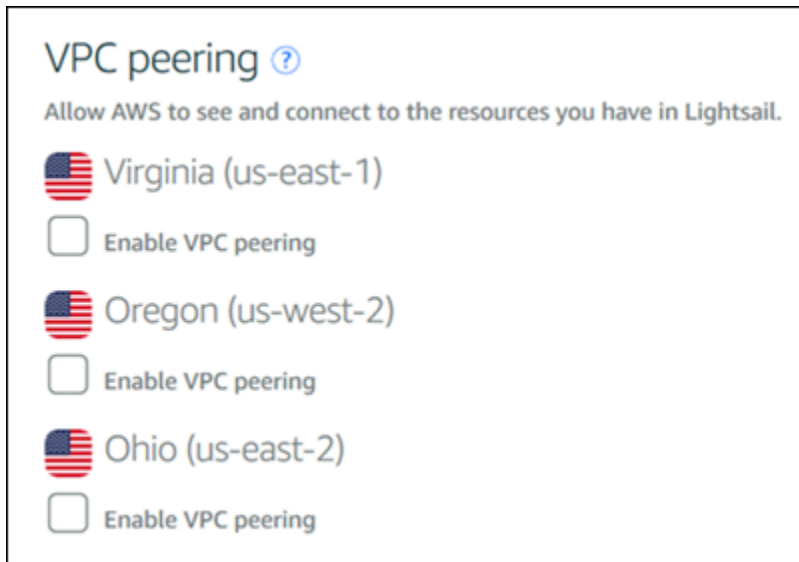 VPC peering ?
Allow AWS to see and connect to the resources you have in Lightsail.
Virginia (us-east-1)
Enable VPC peering
Oregon (us-west-2)
Enable VPC peering
Ohio (us-east-2)
Enable VPC peering